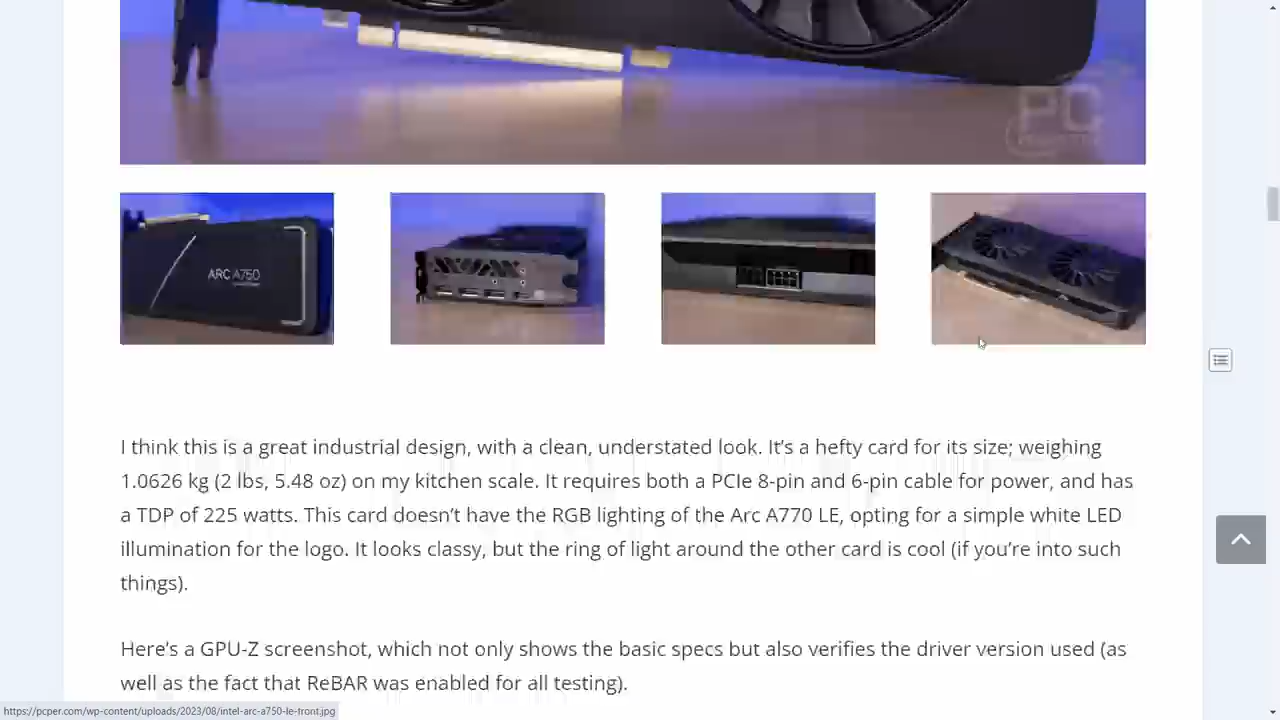 PC
ARC A750
I think this is a great industrial design, with a clean, understated look. It’s a hefty card for its size; weighing
1.0626 kg (2 lbs, 5.48 oz) on my kitchen scale. It requires both a PCIe 8-pin and 6-pin cable for power, and has
a TDP of 225 watts. This card doesn’t have the RGB lighting of the Arc A770 LE, opting for a simple white LED
illumination for the logo. It looks classy, but the ring of light around the other card is cool (if you’re into such
things).
Here’s a GPU-Z screenshot, which not only shows the basic specs but also verifies the driver version used (as
well as the fact that ReBAR was enabled for all testing).
https://pcper.com/wp-content/uploads/2023/08/intel-arc-a750-le-front.jpg